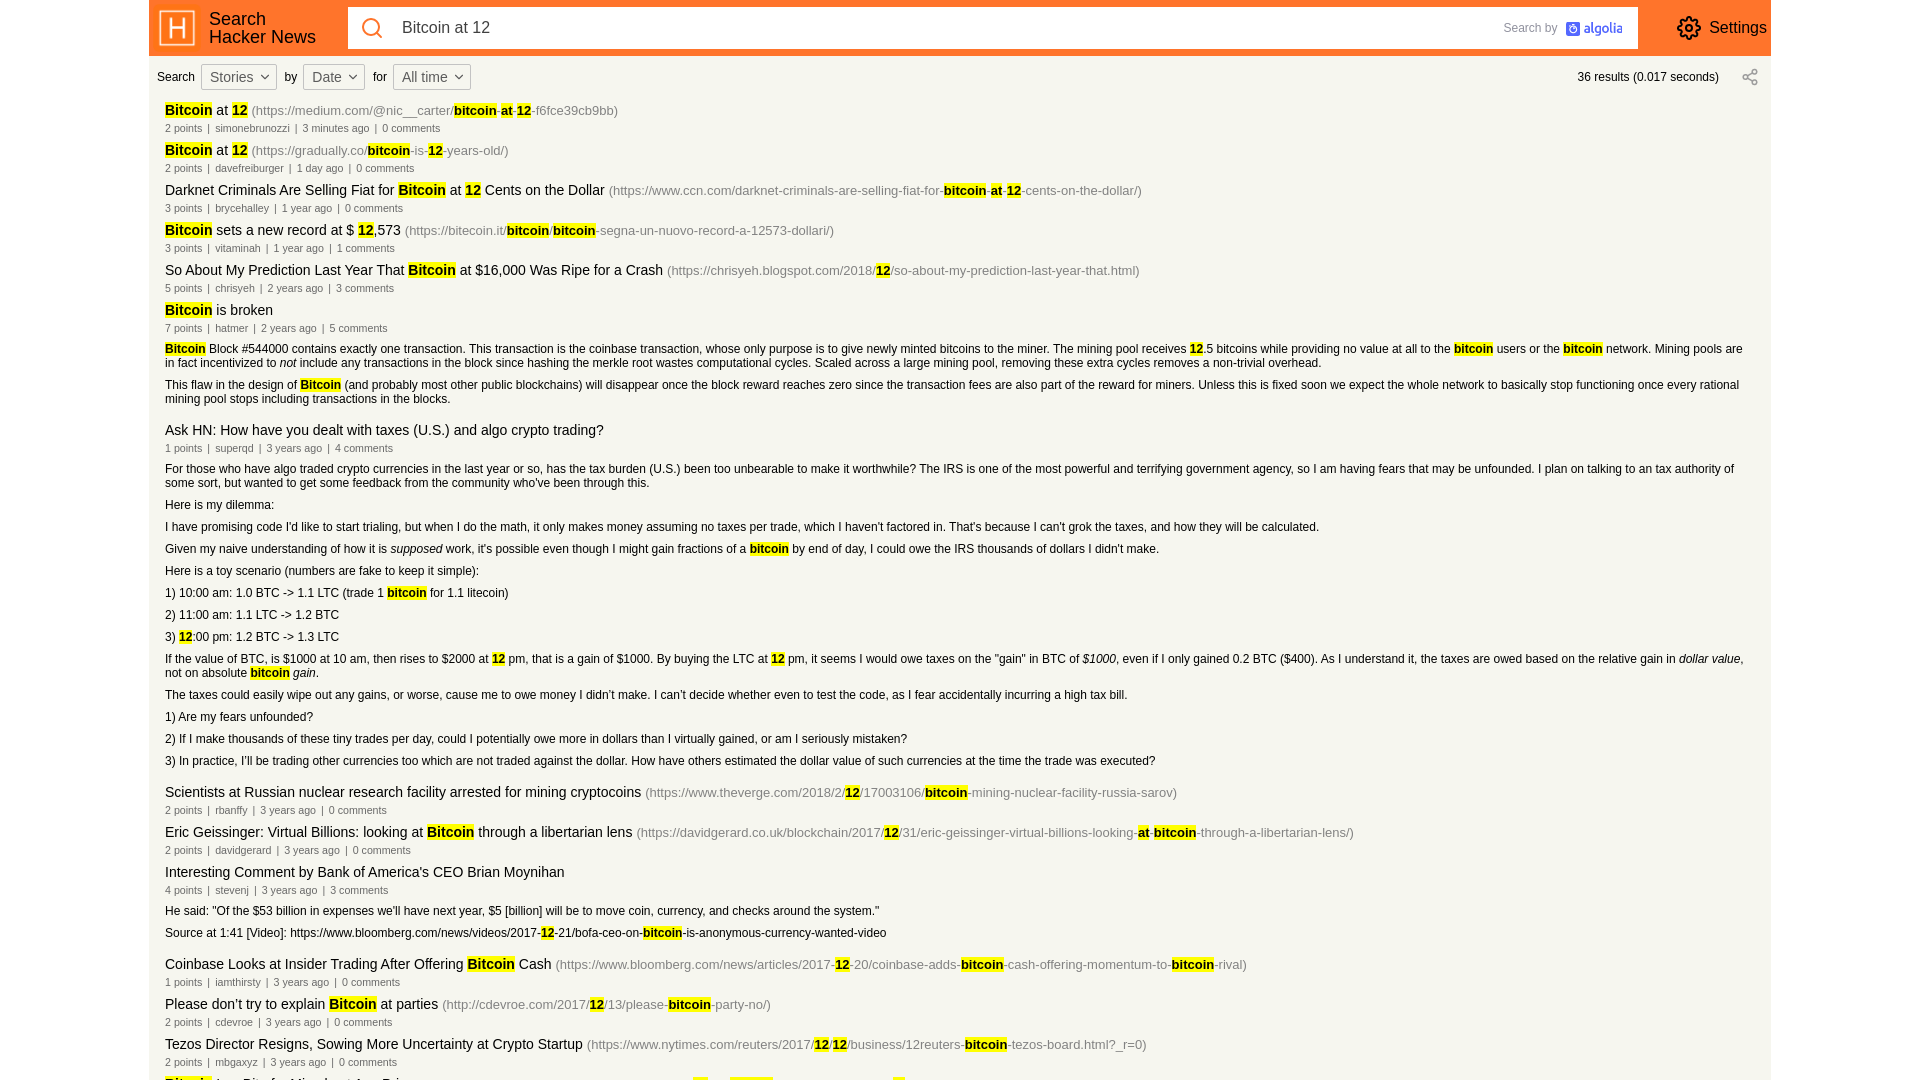 Search
Hacker News
Bitcoin at 12
Search by algolia
Settings
Search Stories by Date for All time
36 results (0.017 seconds)
Bitcoin at 12 (https://medium.com/@nic__carter/bitcoin-at-12-f6fce39cb9bb)
2 points | simonebrunozzi | 3 minutes ago | 0 comments
Bitcoin at 12 (https://gradually.co/bitcoin-is-12-years-old/)
2 points | davefreiburger | 1 day ago | 0 comments
Darknet Criminals Are Selling Fiat for Bitcoin at 12 Cents on the Dollar (https://www.ccn.com/darknet-criminals-are-selling-fiat-for-bitcoin-at-12-cents-on-the-dollar/)
3 points | brycehalley | 1 year ago | 0 comments
Bitcoin sets a new record at $ 12,573 (https://bitecoin.it/bitcoin/bitcoin-segna-un-nuovo-record-a-12573-dollari/)
3 points | vitaminah | 1 year ago | 1 comments
So About My Prediction Last Year That Bitcoin at $16,000 Was Ripe for a Crash (https://chrisyeh.blogspot.com/2018/12/so-about-my-prediction-last-year-that.html)
5 points | chrisyeh | 2 years ago | 3 comments
Bitcoin is broken
7 points | hatmer | 2 years ago | 5 comments
Bitcoin Block #544000 contains exactly one transaction. This transaction is the coinbase transaction, whose only purpose is to give newly minted bitcoins to the miner. The mining pool receives 12.5 bitcoins while providing no value at all to the bitcoin users or the bitcoin network. Mining pools are
in fact incentivized to not include any transactions in the block since hashing the merkle root wastes computational cycles. Scaled across a large mining pool, removing these extra cycles removes a non-trivial overhead.
This flaw in the design of Bitcoin (and probably most other public blockchains) will disappear once the block reward reaches zero since the transaction fees are also part of the reward for miners. Unless this is fixed soon we expect the whole network to basically stop functioning once every rational
mining pool stops including transactions in the blocks.
Ask HN: How have you dealt with taxes (U.S.) and algo crypto trading?
1 points | superqd | 3 years ago | 4 comments
For those who have algo traded crypto currencies in the last year or so, has the tax burden (U.S.) been too unbearable to make it worthwhile? The IRS is one of the most powerful and terrifying government agency, so I am having fears that may be unfounded. I plan on talking to an tax authority of
some sort, but wanted to get some feedback from the community who've been through this.
Here is my dilemma:
I have promising code I'd like to start trialing, but when I do the math, it only makes money assuming no taxes per trade, which I haven't factored in. That's because I can't grok the taxes, and how they will be calculated.
Given my naive understanding of how it is supposed work, it's possible even though I might gain fractions of a bitcoin by end of day, I could owe the IRS thousands of dollars I didn't make.
Here is a toy scenario (numbers are fake to keep it simple):
1) 10:00 am: 1.0 BTC -> 1.1 LTC (trade 1 bitcoin for 1.1 litecoin)
2) 11:00 am: 1.1 LTC -> 1.2 BTC
3) 12:00 pm: 1.2 BTC -> 1.3 LTC
If the value of BTC, is $1000 at 10 am, then rises to $2000 at 12 pm, that is a gain of $1000. By buying the LTC at 12 pm, it seems I would owe taxes on the "gain" in BTC of $1000, even if I only gained 0.2 BTC ($400). As I understand it, the taxes are owed based on the relative gain in dollar value,
not on absolute bitcoin gain.
The taxes could easily wipe out any gains, or worse, cause me to owe money I didn't make. I can't decide whether even to test the code, as I fear accidentally incurring a high tax bill.
1) Are my fears unfounded?
2) If I make thousands of these tiny trades per day, could I potentially owe more in dollars than I virtually gained, or am I seriously mistaken?
3) In practice, I'll be trading other currencies too which are not traded against the dollar. How have others estimated the dollar value of such currencies at the time the trade was executed?
Scientists at Russian nuclear research facility arrested for mining cryptocoins (https://www.theverge.com/2018/2/12/17003106/bitcoin-mining-nuclear-facility-russia-sarov)
2 points | rbanffy | 3 years ago | 0 comments
Eric Geissinger: Virtual Billions: looking at Bitcoin through a libertarian lens (https://davidgerard.co.uk/blockchain/2017/12/31/eric-geissinger-virtual-billions-looking-at-bitcoin-through-a-libertarian-lens/)
2 points | davidgerard | 3 years ago | 0 comments
Interesting Comment by Bank of America's CEO Brian Moynihan
4 points | stevenj | 3 years ago | 3 comments
He said: "Of the $53 billion in expenses we'll have next year, $5 [billion] will be to move coin, currency, and checks around the system."
Source at 1:41 [Video]: https://www.bloomberg.com/news/videos/2017-12-21/bofa-ceo-on-bitcoin-is-anonymous-currency-wanted-video
Coinbase Looks at Insider Trading After Offering Bitcoin Cash (https://www.bloomberg.com/news/articles/2017-12-20/coinbase-adds-bitcoin-cash-offering-momentum-to-bitcoin-rival)
1 points | iamthirsty | 3 years ago | 0 comments
Please don't try to explain Bitcoin at parties (http://cdevroe.com/2017/12/13/please-bitcoin-party-no/)
2 points | cdevroe | 3 years ago | 0 comments
Tezos Director Resigns, Sowing More Uncertainty at Crypto Startup (https://www.nytimes.com/reuters/2017/12/12/business/12reuters-bitcoin-tezos-board.html?_r=0)
2 points | mbgaxyz | 3 years ago | 0 comments